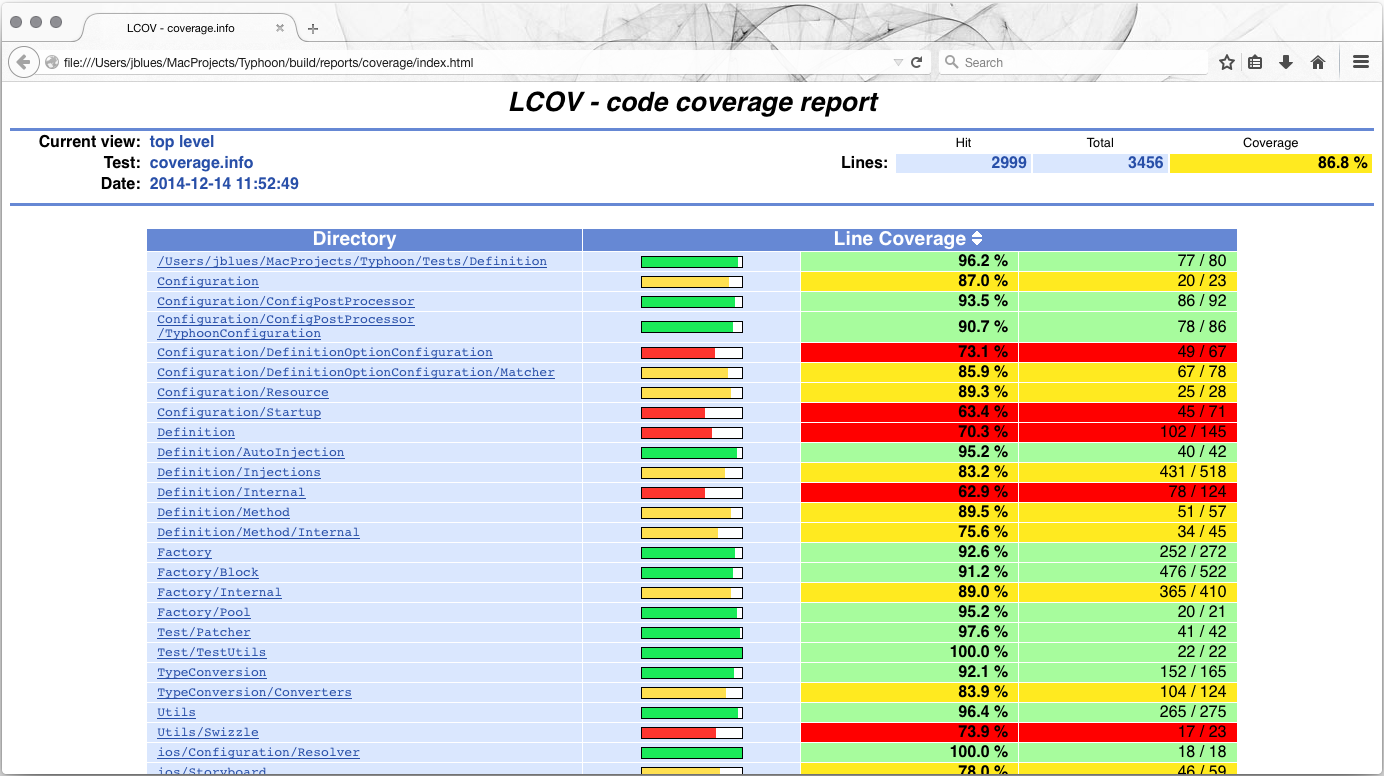 LCOV - coverage.info
file:///Users/jblues/MacProjects/Typhoon/build/reports/coverage/index.html
Search
LCOV - code coverage report
Current view: top level
Hit Total Coverage
Test: coverage.info
Lines: 2999 3456 86.8 %
Date: 2014-12-14 11:52:49
Directory Line Coverage
/Users/jblues/MacProjects/Typhoon/Tests/Definition 96.2 % 77 / 80
Configuration 87.0 % 20 / 23
Configuration/ConfigPostProcessor 93.5 % 86 / 92
Configuration/ConfigPostProcessor
/TyphoonConfiguration 90.7 % 78 / 86
Configuration/DefinitionOptionConfiguration 73.1 % 49 / 67
Configuration/DefinitionOptionConfiguration/Matcher 85.9 % 67 / 78
Configuration/Resource 89.3 % 25 / 28
Configuration/Startup 63.4 % 45 / 71
Definition 70.3 % 102 / 145
Definition/AutoInjection 95.2 % 40 / 42
Definition/Injections 83.2 % 431 / 518
Definition/Internal 62.9 % 78 / 124
Definition/Method 89.5 % 51 / 57
Definition/Method/Internal 75.6 % 34 / 45
Factory 92.6 % 252 / 272
Factory/Block 91.2 % 476 / 522
Factory/Internal 89.0 % 365 / 410
Factory/Pool 95.2 % 20 / 21
Test/Patcher 97.6 % 41 / 42
Test/TestUtils 100.0 % 22 / 22
TypeConversion 92.1 % 152 / 165
TypeConversion/Converters 83.9 % 104 / 124
Utils 96.4 % 265 / 275
Utils/Swizzle 73.9 % 17 / 23
ios/Configuration/Resolver 100.0 % 18 / 18
ios/Storyboard 78.0 % 46 / 59